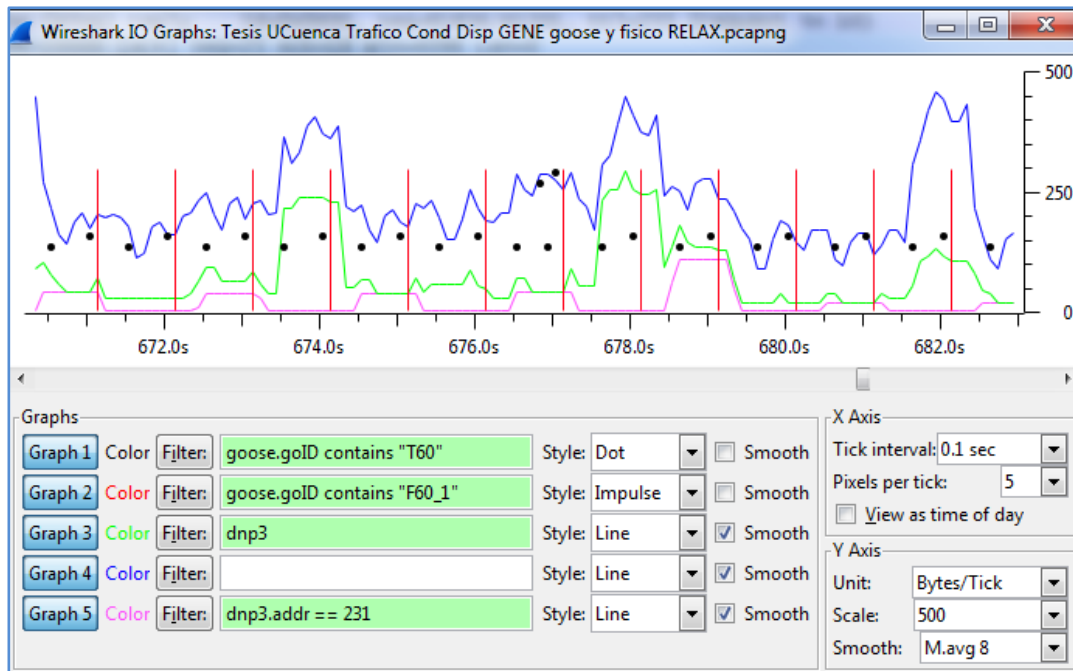 Wireshark IO Graphs: Tesis UCuenca Trafico Cond Disp GENE goose y fisico RELAX.pcapng
500
250
0
672.0s 674.0s 676.0s 678.0s 680.0s 682.0s
Graphs
Graph 1 Color Filter: goose.goID contains "T60" Style: Dot Smooth
Graph 2 Color Filter: goose.goID contains "F60_1" Style: Impulse Smooth
Graph 3 Color Filter: dnp3 Style: Line Smooth
Graph 4 Color Filter: Style: Line Smooth
Graph 5 Color Filter: dnp3.addr == 231 Style: Line Smooth
X Axis
Tick interval: 0.1 sec
Pixels per tick: 5
View as time of day
Y Axis
Unit: Bytes/Tick
Scale: 500
Smooth: M.avg 8